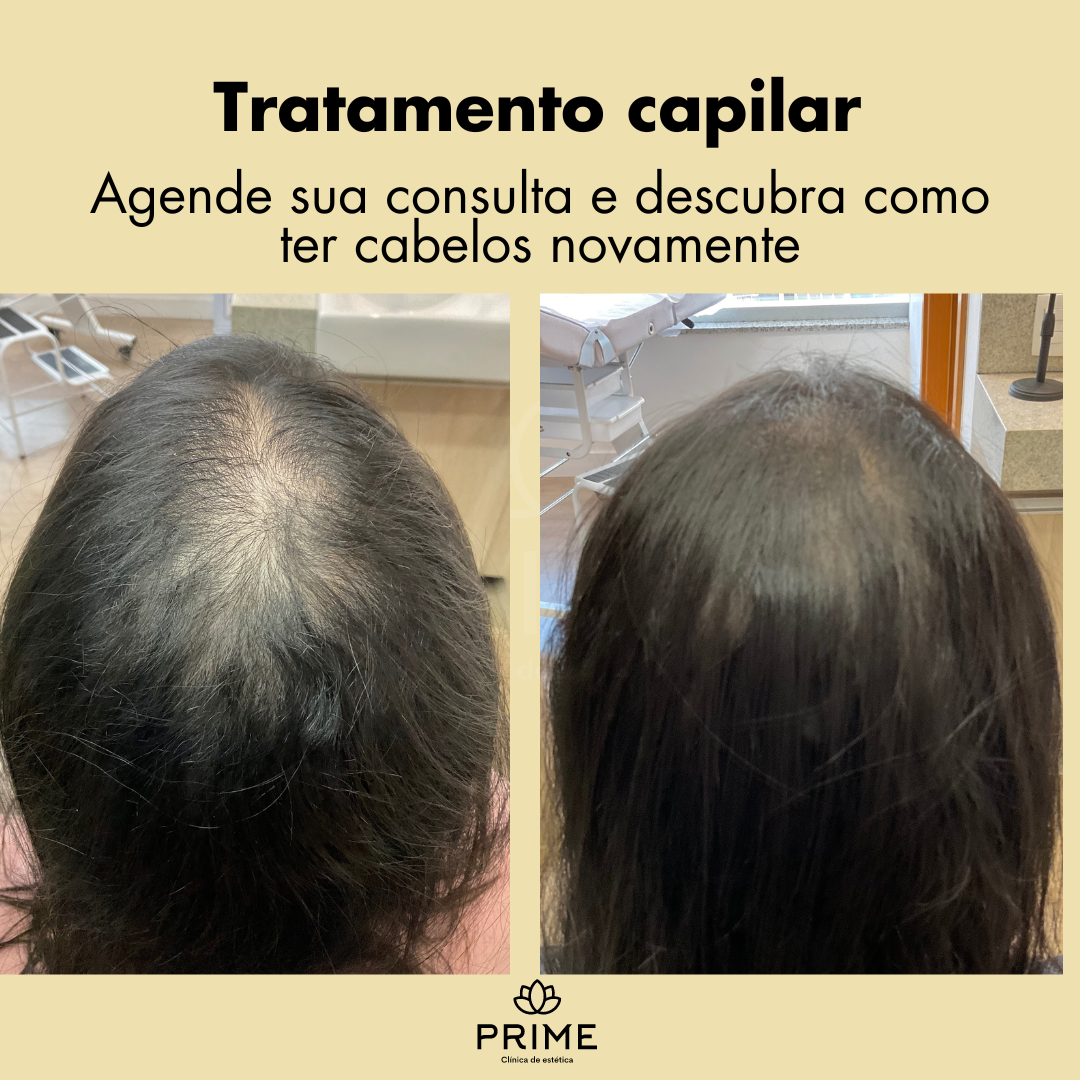 Tratamento capilar
Agende sua consulta e descubra como
ter cabelos novamente
PRIME
Clínica de estética